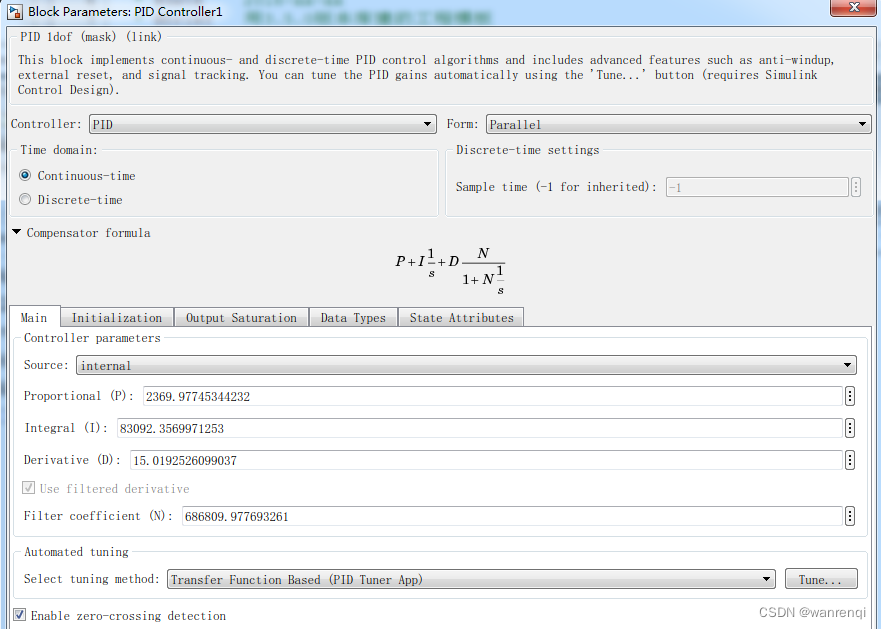 Block Parameters: PID Controller1
PID 1dof (mask) (link)
This block implements continuous- and discrete-time PID control algorithms and includes advanced features such as anti-windup,
external reset, and signal tracking. You can tune the PID gains automatically using the 'Tune...' button (requires Simulink
Control Design).
Controller: PID Form: Parallel
Time domain: Discrete-time settings
Continuous-time
Sample time (-1 for inherited): -1
Discrete-time
Compensator formula
P + I 1/s + D N/(1 + N 1/s)
Main Initialization Output Saturation Data Types State Attributes
Controller parameters
Source: internal
Proportional (P): 2369.97745344232
Integral (I): 83092.3569971253
Derivative (D): 15.0192526099037
Use filtered derivative
Filter coefficient (N): 686809.977693261
Automated tuning
Select tuning method: Transfer Function Based (PID Tuner App) Tune...
Enable zero-crossing detection
CSDN @wanrenqi